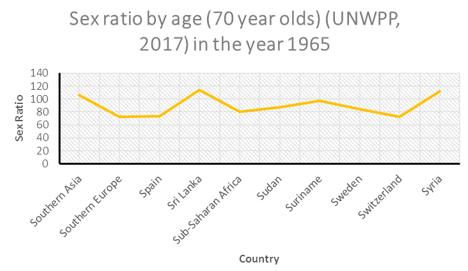 Sex ratio by age (70 year olds) (UNWPP,
2017) in the year 1965
140
120
100
80
60
40
20
0
Sex Ratio
Southern Asia
Southern Europe
Spain
Sri Lanka
Sub-Saharan Africa
Sudan
Suriname
Sweden
Switzerland
Syria
Country